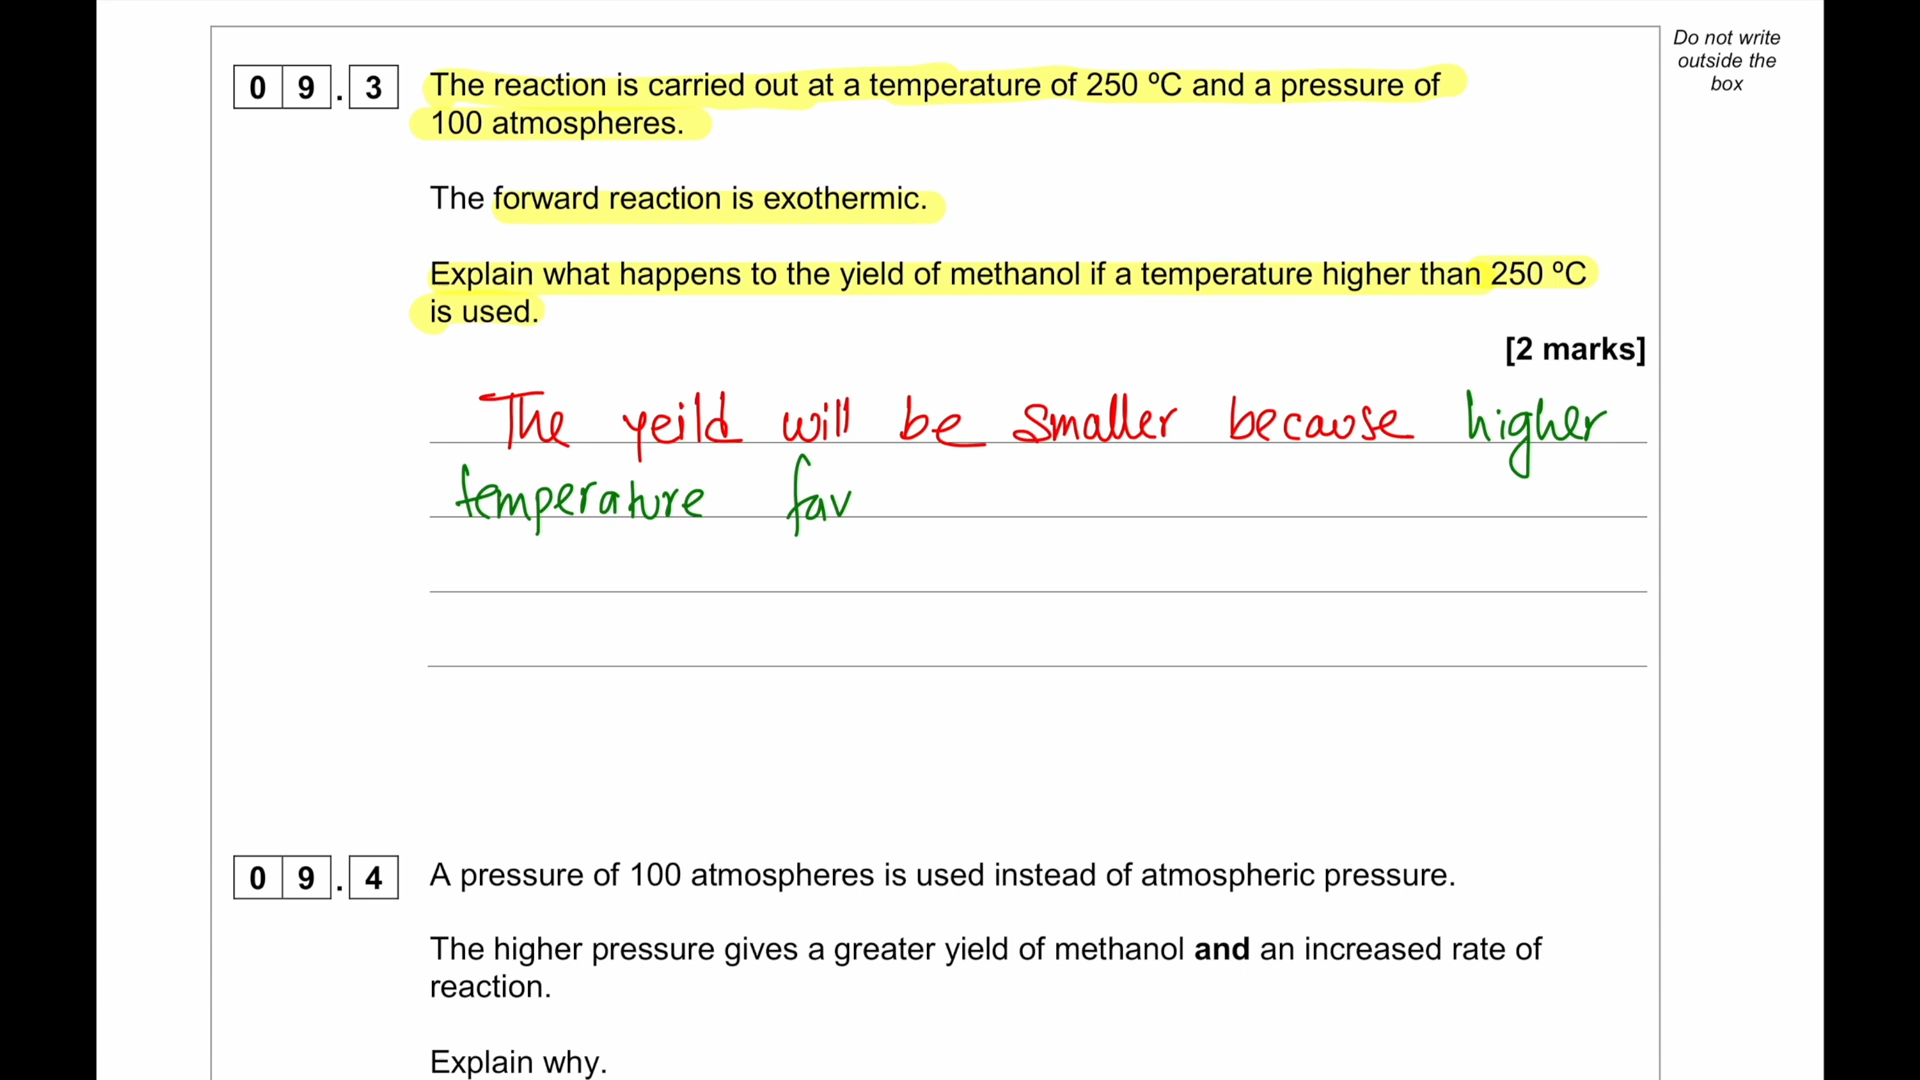 Do not write
outside the
box
0 9 . 3 The reaction is carried out at a temperature of 250 ºC and a pressure of
100 atmospheres.
The forward reaction is exothermic.
Explain what happens to the yield of methanol if a temperature higher than 250 ºC
is used.
[2 marks]
The yeild will be smaller because higher
temperature fav
0 9 . 4 A pressure of 100 atmospheres is used instead of atmospheric pressure.
The higher pressure gives a greater yield of methanol and an increased rate of
reaction.
Explain why.